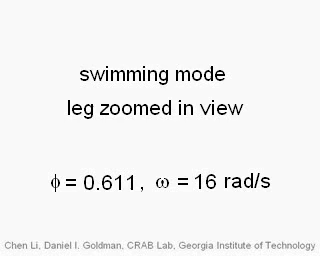 swimming mode
leg zoomed in view
ϕ = 0.611, ω = 16 rad/s
Chen Li, Daniel I. Goldman, CRAB Lab, Georgia Institute of Technology